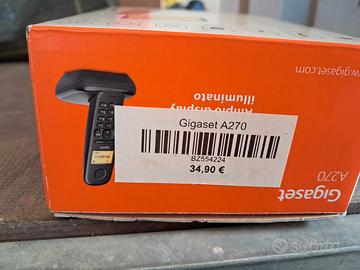 www.gigaset.com
Ampio display
illuminato
Gigaset A270
BZ554224
34,90 €
Gigaset
A270
subito